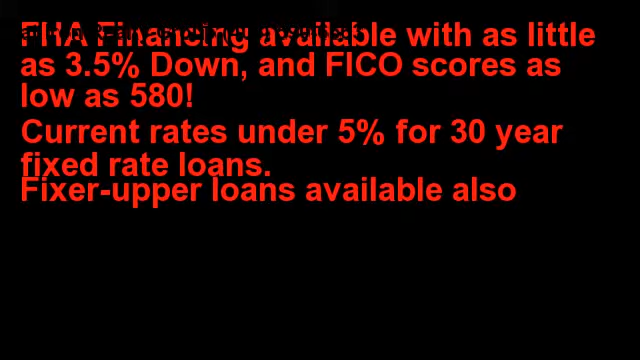 FHA Financing available with as little
as 3.5% Down, and FICO scores as
low as 580!
Current rates under 5% for 30 year
fixed rate loans.
Fixer-upper loans available also